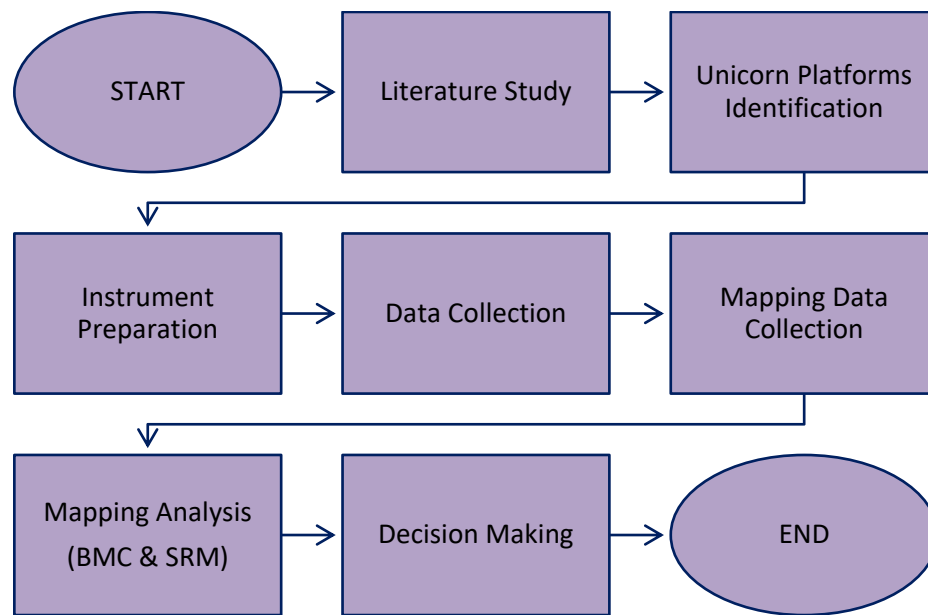 START
Literature Study
Unicorn Platforms
Identification
Instrument
Preparation
Data Collection
Mapping Data
Collection
Mapping Analysis
(BMC & SRM)
Decision Making
END